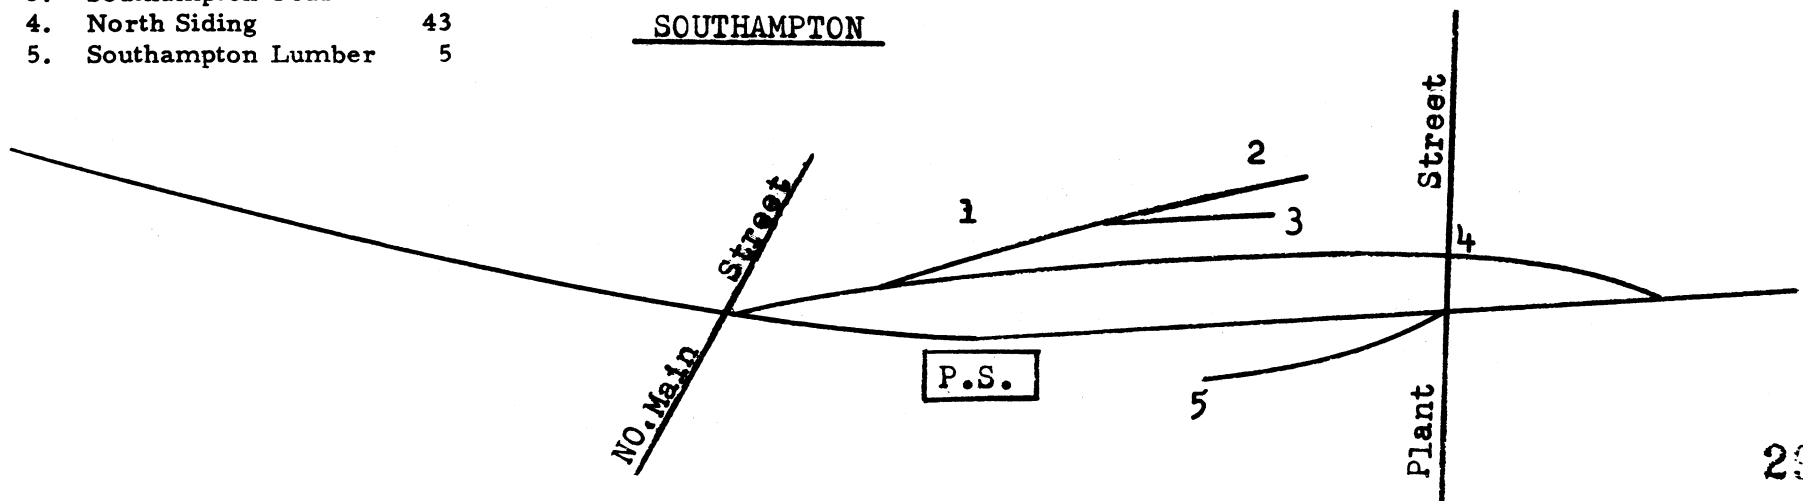 4. North Siding 43
5. Southampton Lumber 5
SOUTHAMPTON
NO.Main Street
1
2
3
4
5
P.S.
Plant Street